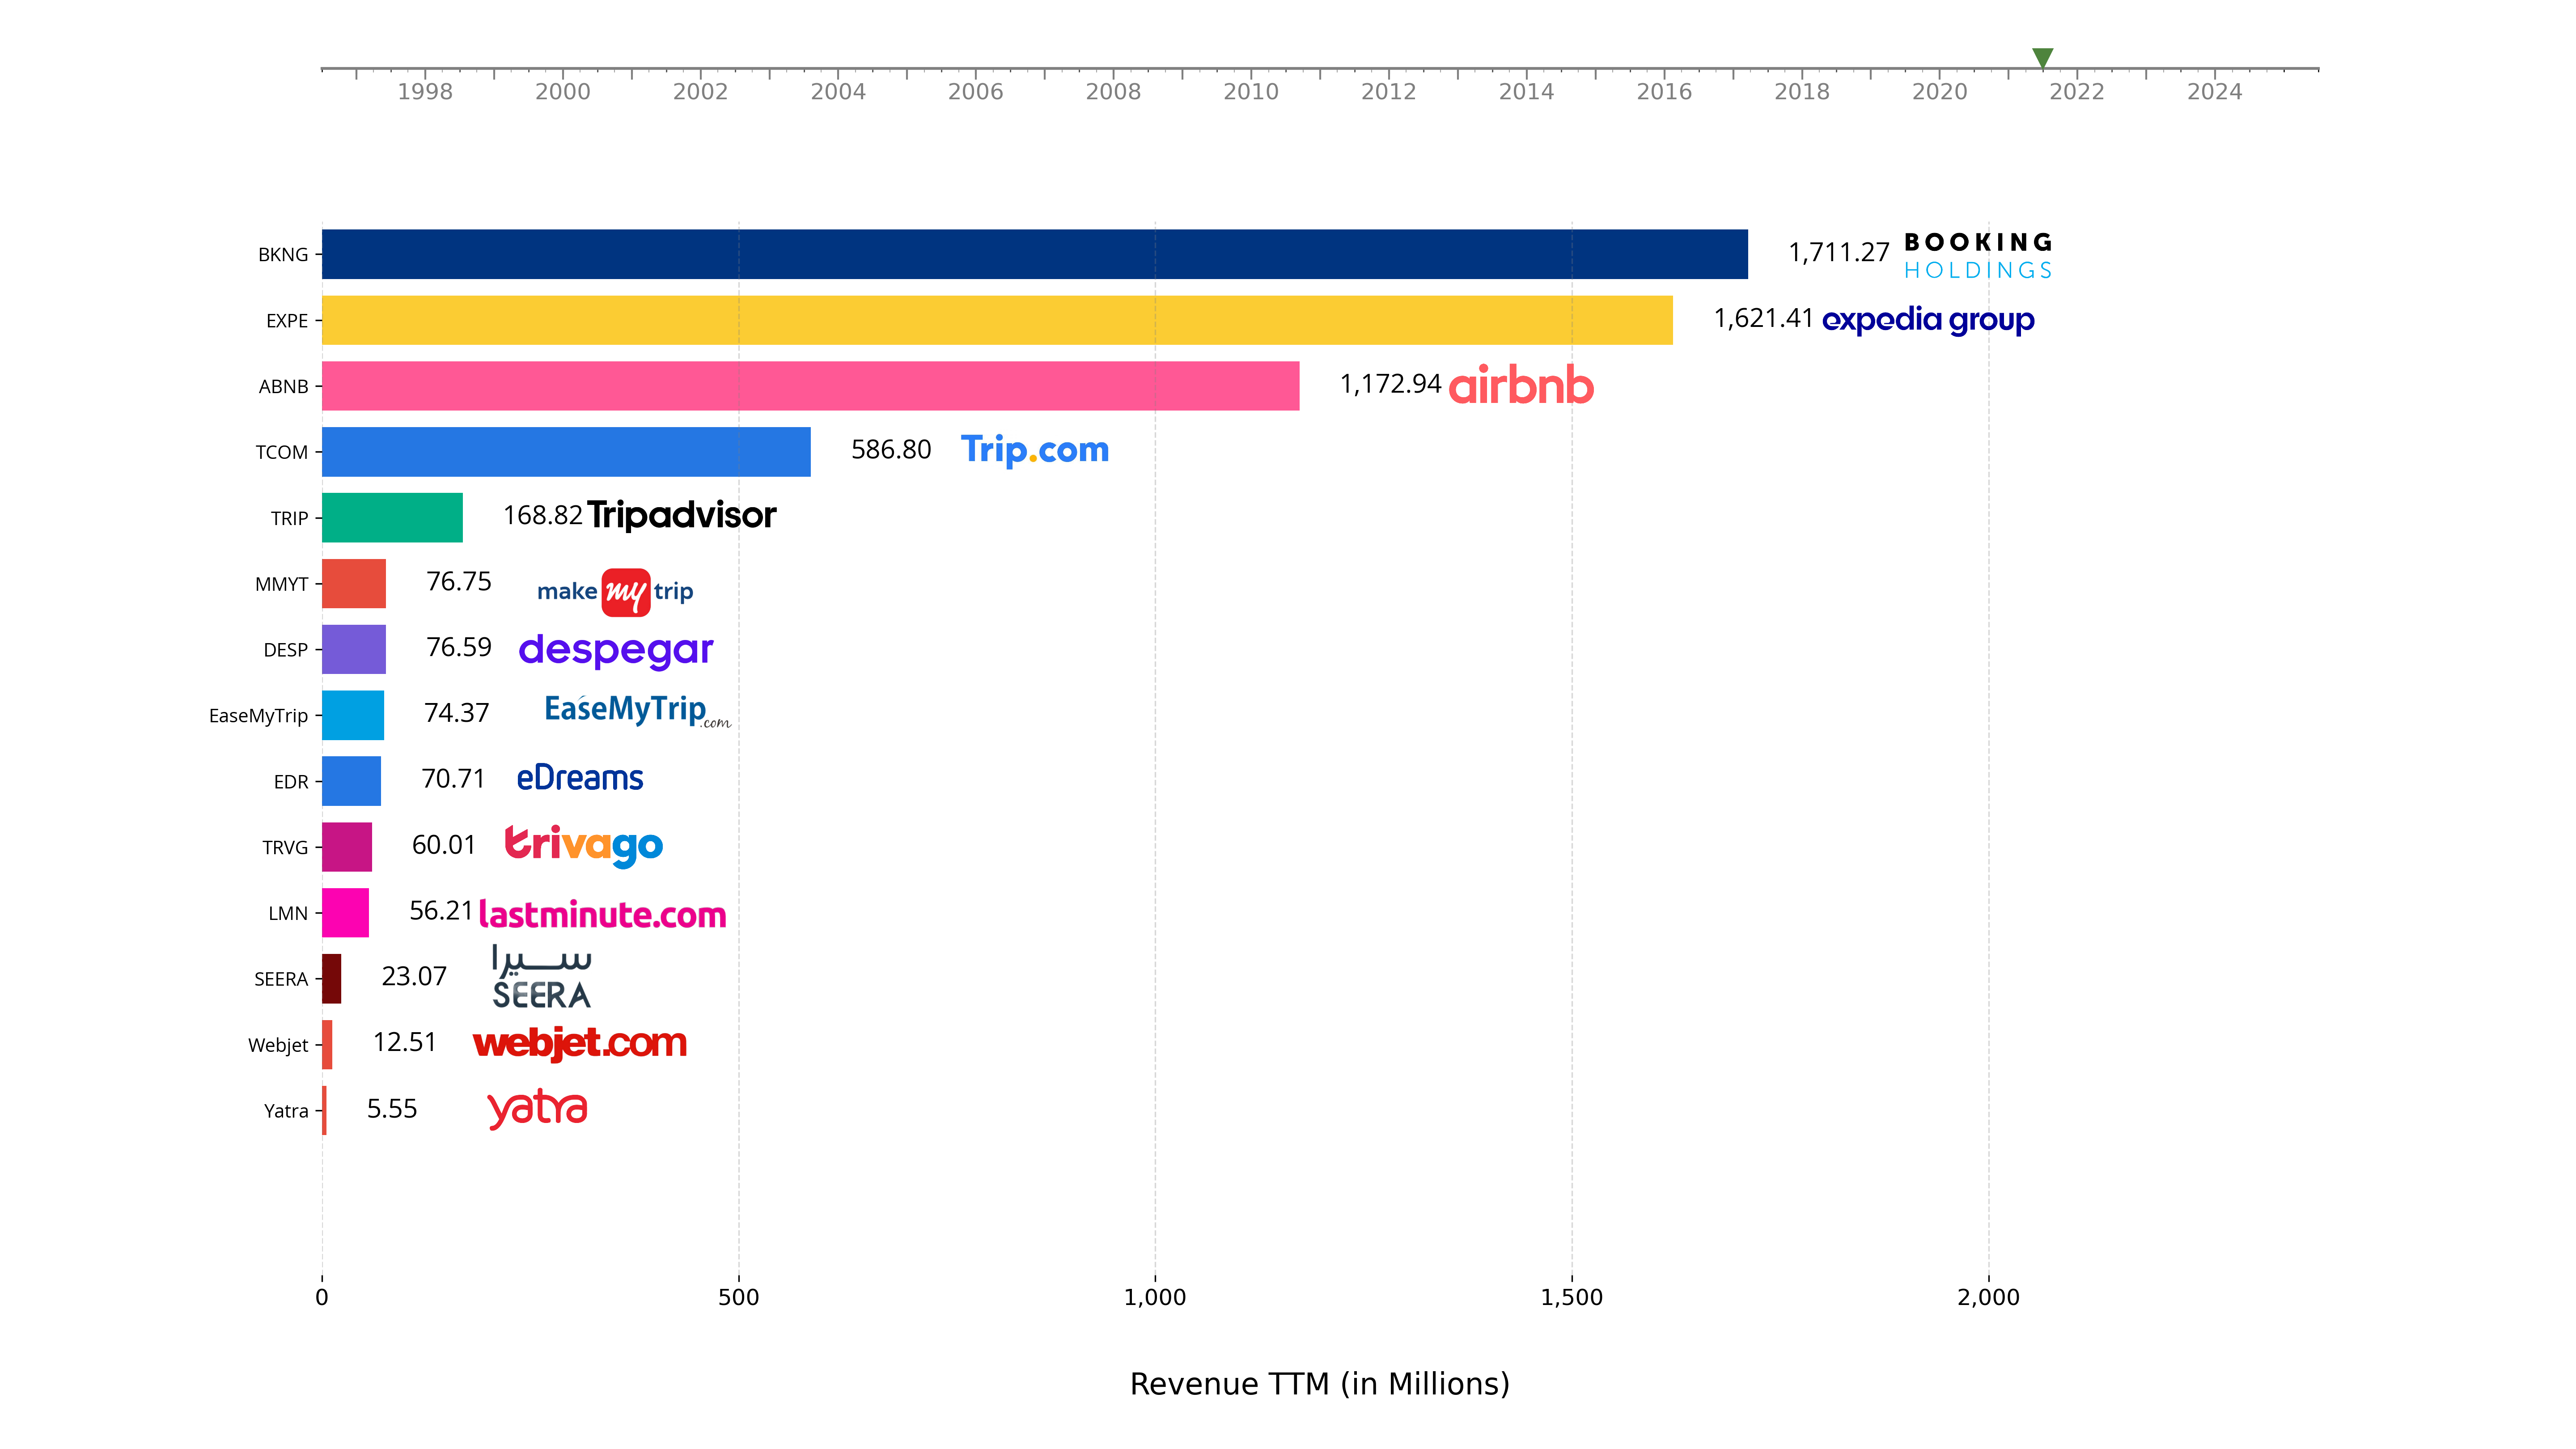 1998 2000 2002 2004 2006 2008 2010 2012 2014 2016 2018 2020 2022 2024
BKNG 1,711.27 BOOKING
HOLDINGS
EXPE 1,621.41 expedia group
ABNB 1,172.94 airbnb
TCOM 586.80 Trip.com
TRIP 168.82 Tripadvisor
MMYT 76.75 make my trip
DESP 76.59 despegar
EaseMyTrip 74.37 EaseMyTrip.com
EDR 70.71 eDreams
TRVG 60.01 trivago
LMN 56.21 lastminute.com
سيرا
SEERA 23.07 SEERA
Webjet 12.51 webjet.com
Yatra 5.55 yatra
0 500 1,000 1,500 2,000
Revenue TTM (in Millions)